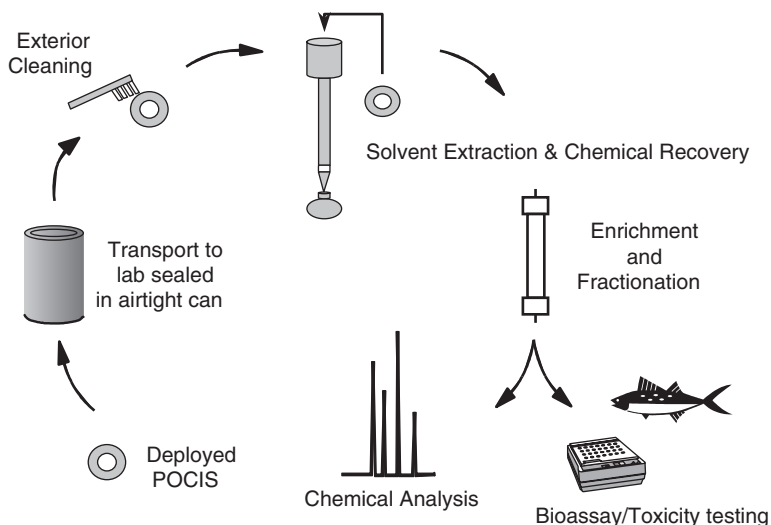 Exterior
Cleaning
Solvent Extraction & Chemical Recovery
Transport to
lab sealed
in airtight can
Enrichment
and
Fractionation
Deployed
POCIS
Chemical Analysis
Bioassay/Toxicity testing